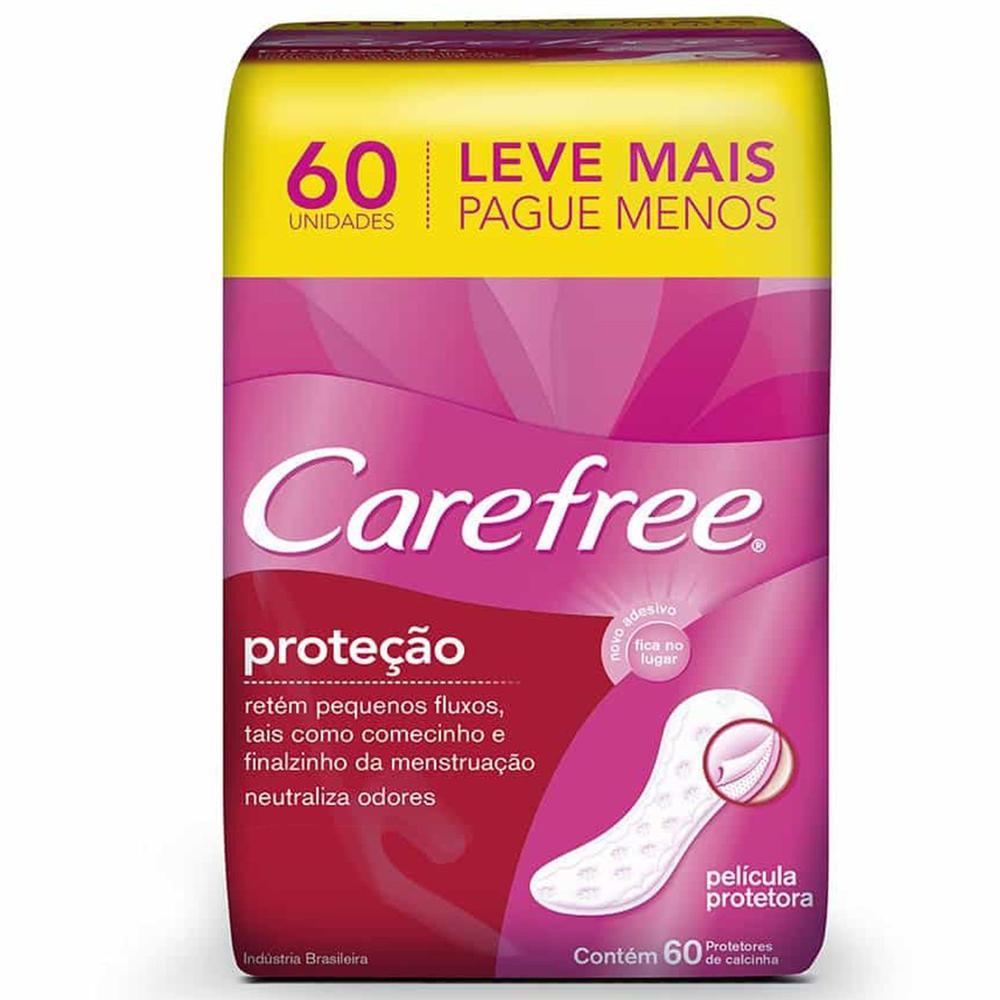 60
UNIDADES
LEVE MAIS
PAGUE MENOS
Carefree®
proteção
retém pequenos fluxos,
tais como comecinho e
finalzinho da menstruação
neutraliza odores
novo adesivo
fica no
lugar
película
protetora
Indústria Brasileira
Contém 60 Protetores
de calcinha